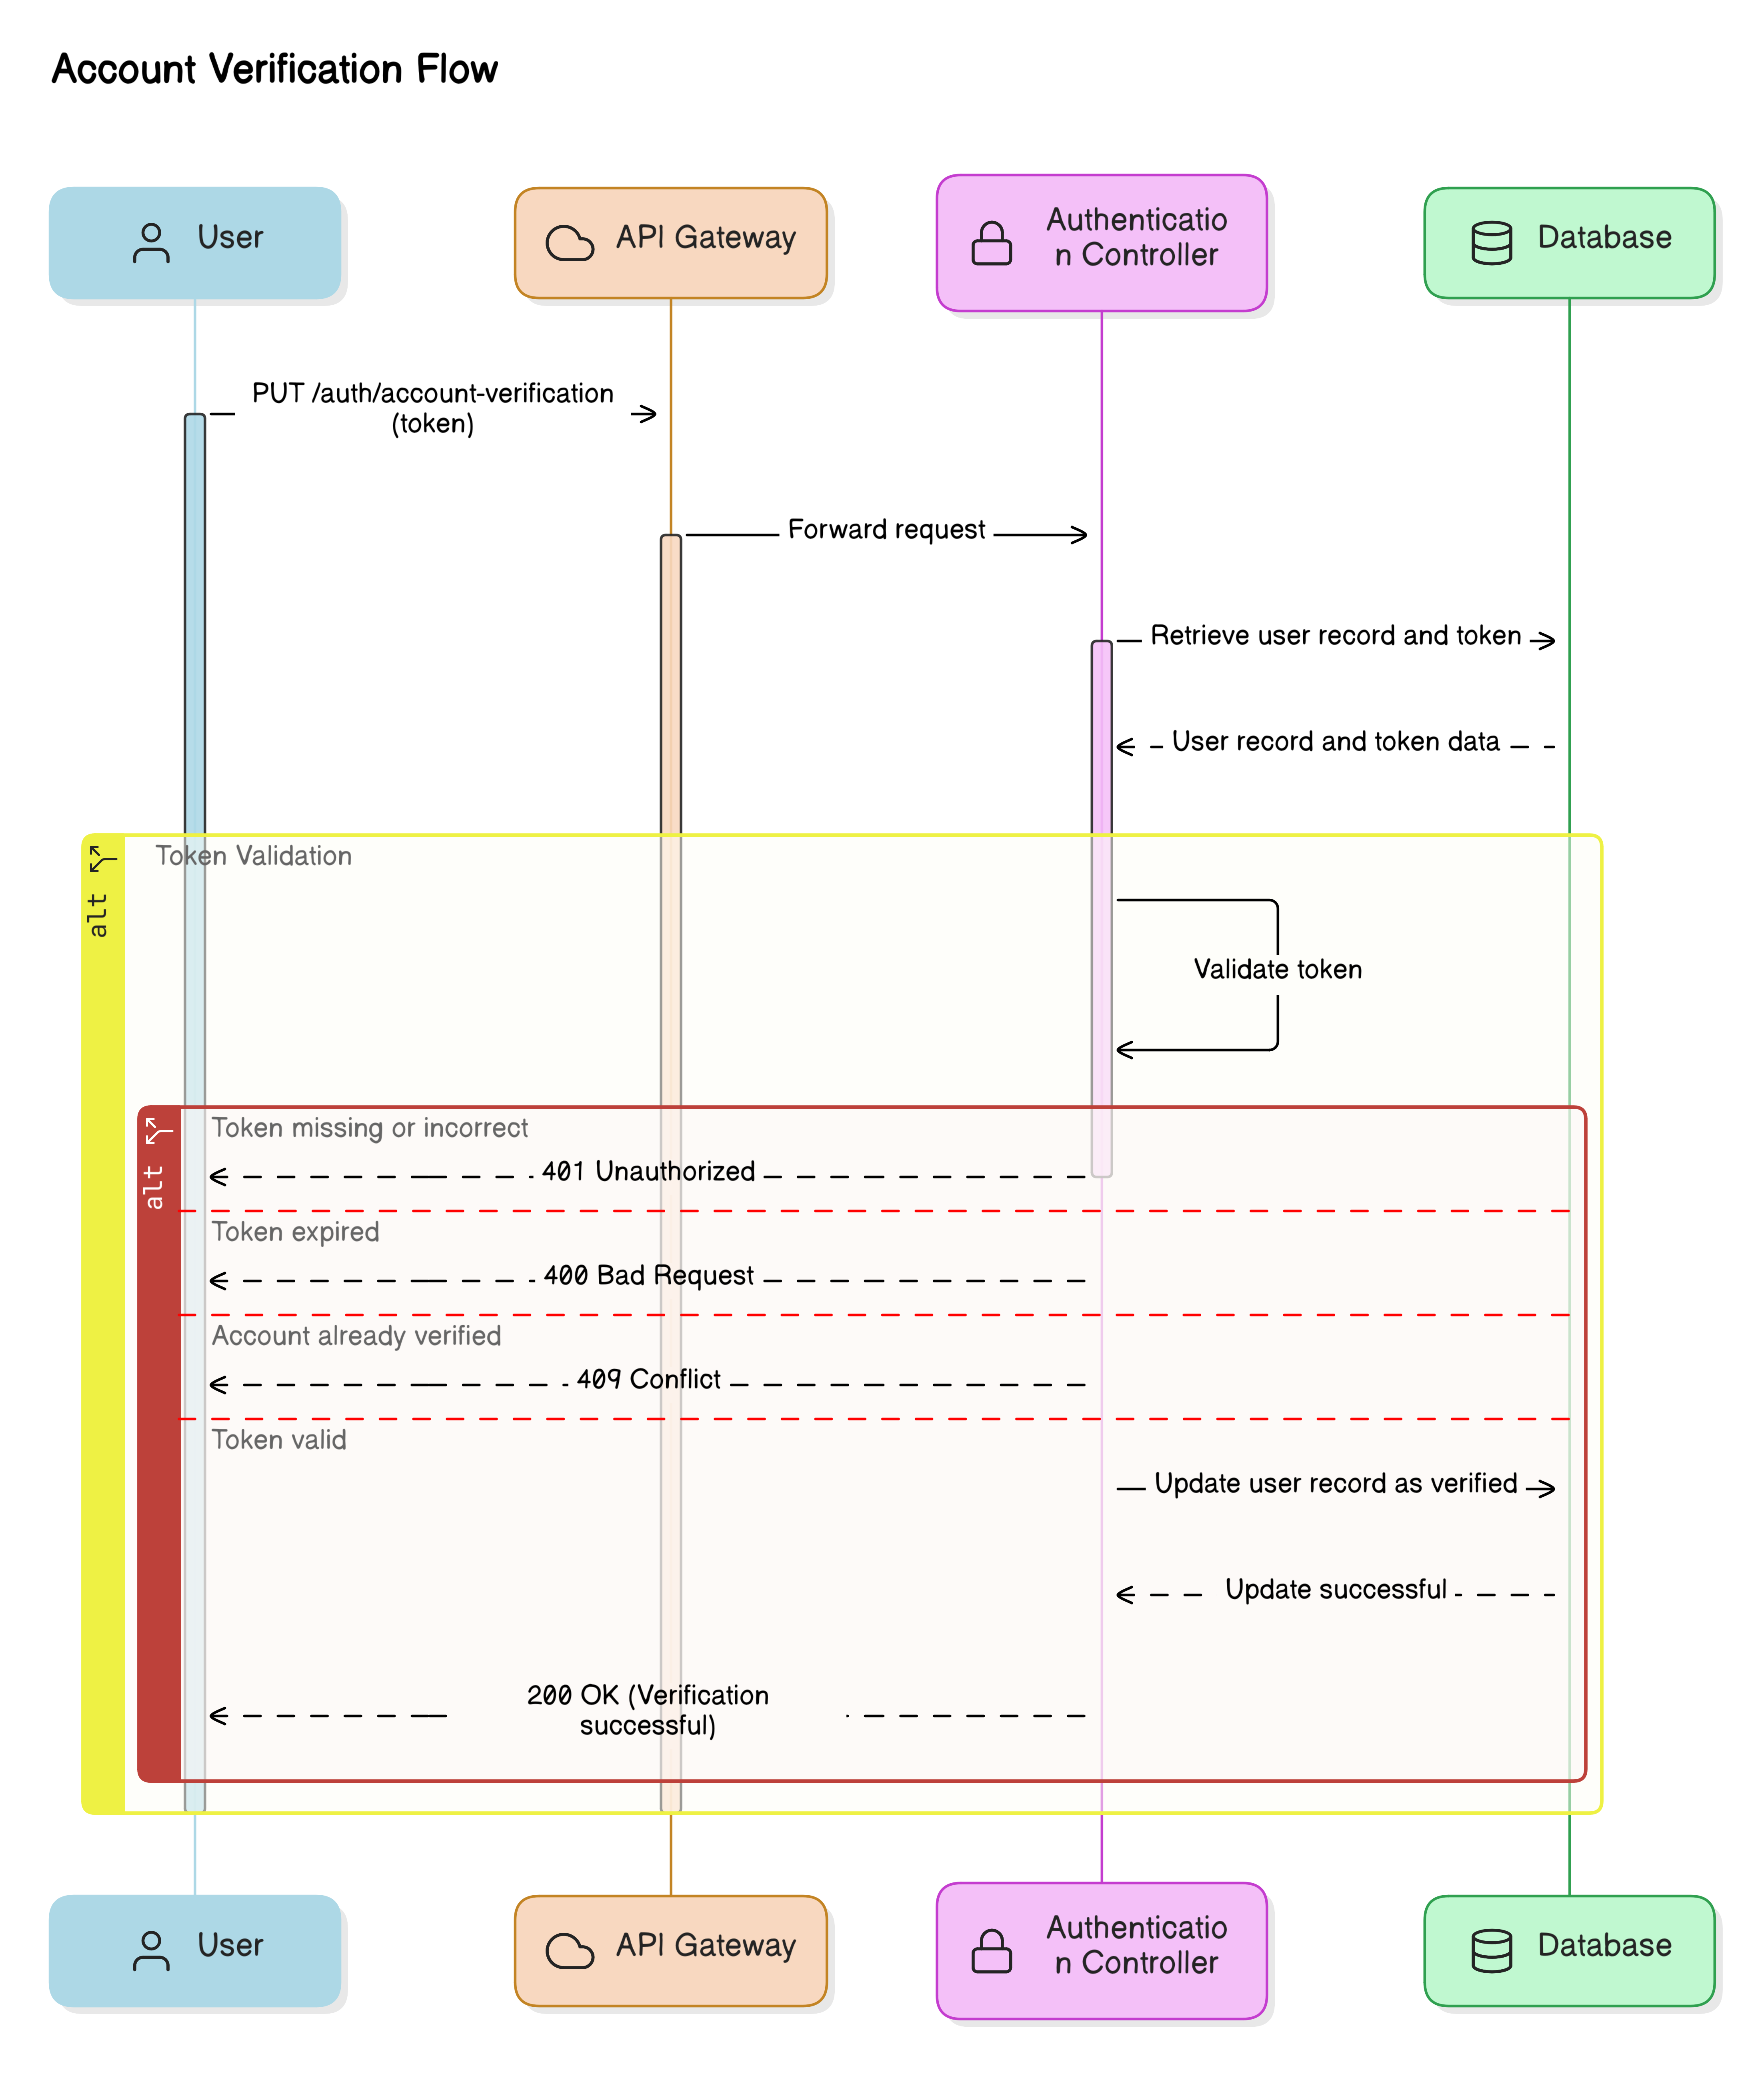 Account Verification Flow
User
API Gateway
Authenticatio
n Controller
Database
PUT /auth/account-verification
(token)
Forward request
Retrieve user record and token
User record and token data
alt
Token Validation
Validate token
alt
Token missing or incorrect
401 Unauthorized
Token expired
400 Bad Request
Account already verified
409 Conflict
Token valid
Update user record as verified
Update successful
200 OK (Verification
successful)
User
API Gateway
Authenticatio
n Controller
Database